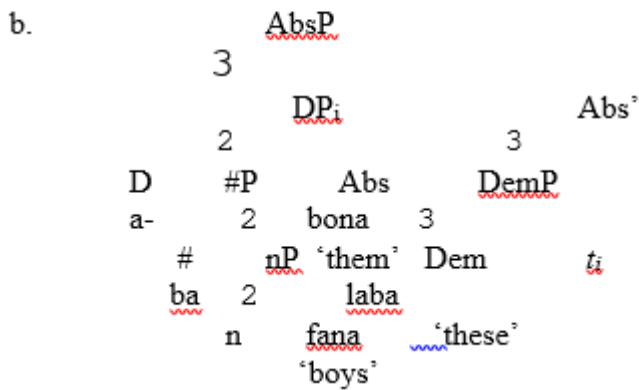 b. AbsP
3
DPi Abs’
2 3
D #P Abs DemP
a- 2 bona 3
# nP ‘them’ Dem ti
ba 2 laba
n fana ‘these’
‘boys’